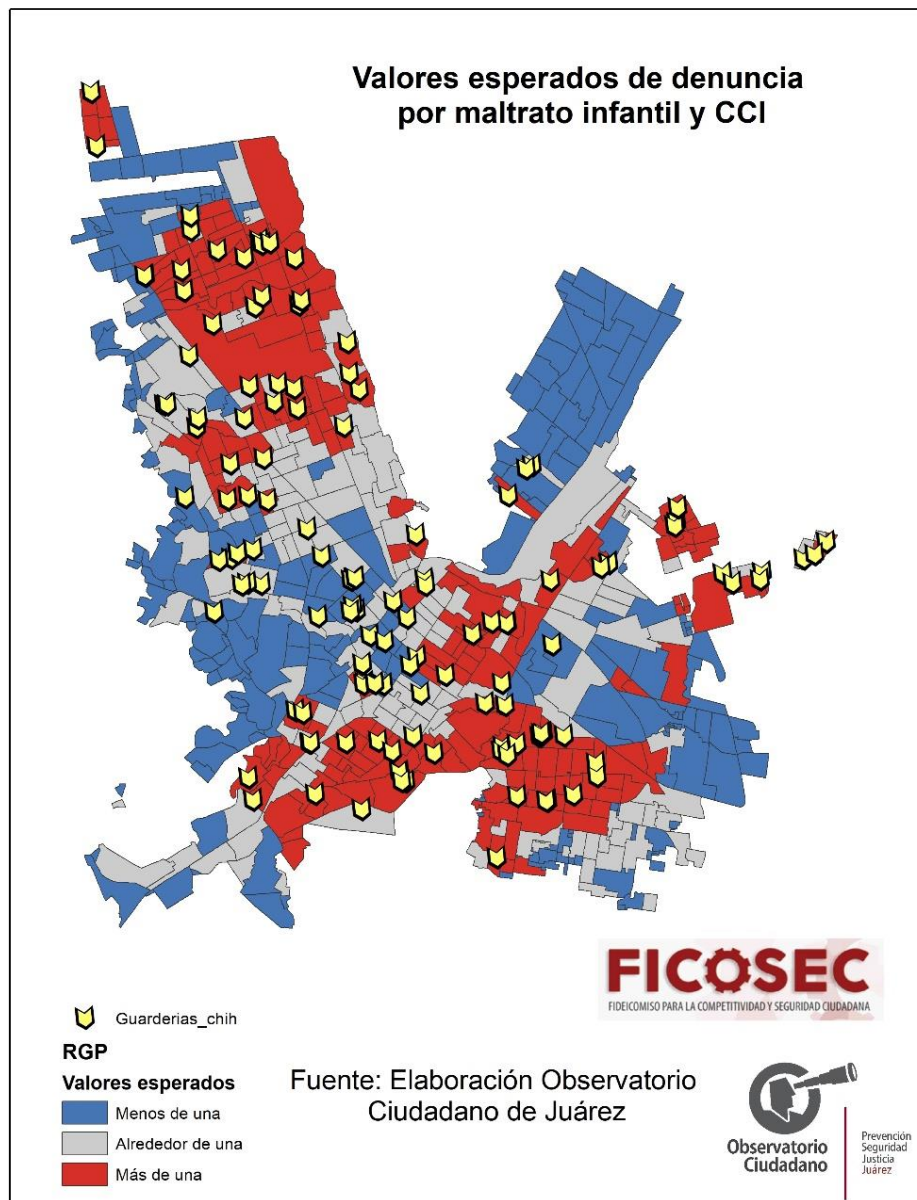 Valores esperados de denuncia
por maltrato infantil y CCI
FICOSEC
FIDEICOMISO PARA LA COMPETITIVIDAD Y SEGURIDAD CIUDADANA
Guarderias_chih
RGP
Valores esperados
Menos de una
Alrededor de una
Más de una
Fuente: Elaboración Observatorio
Ciudadano de Juárez
Observatorio
Ciudadano
Prevención
Seguridad
Justicia
Juárez